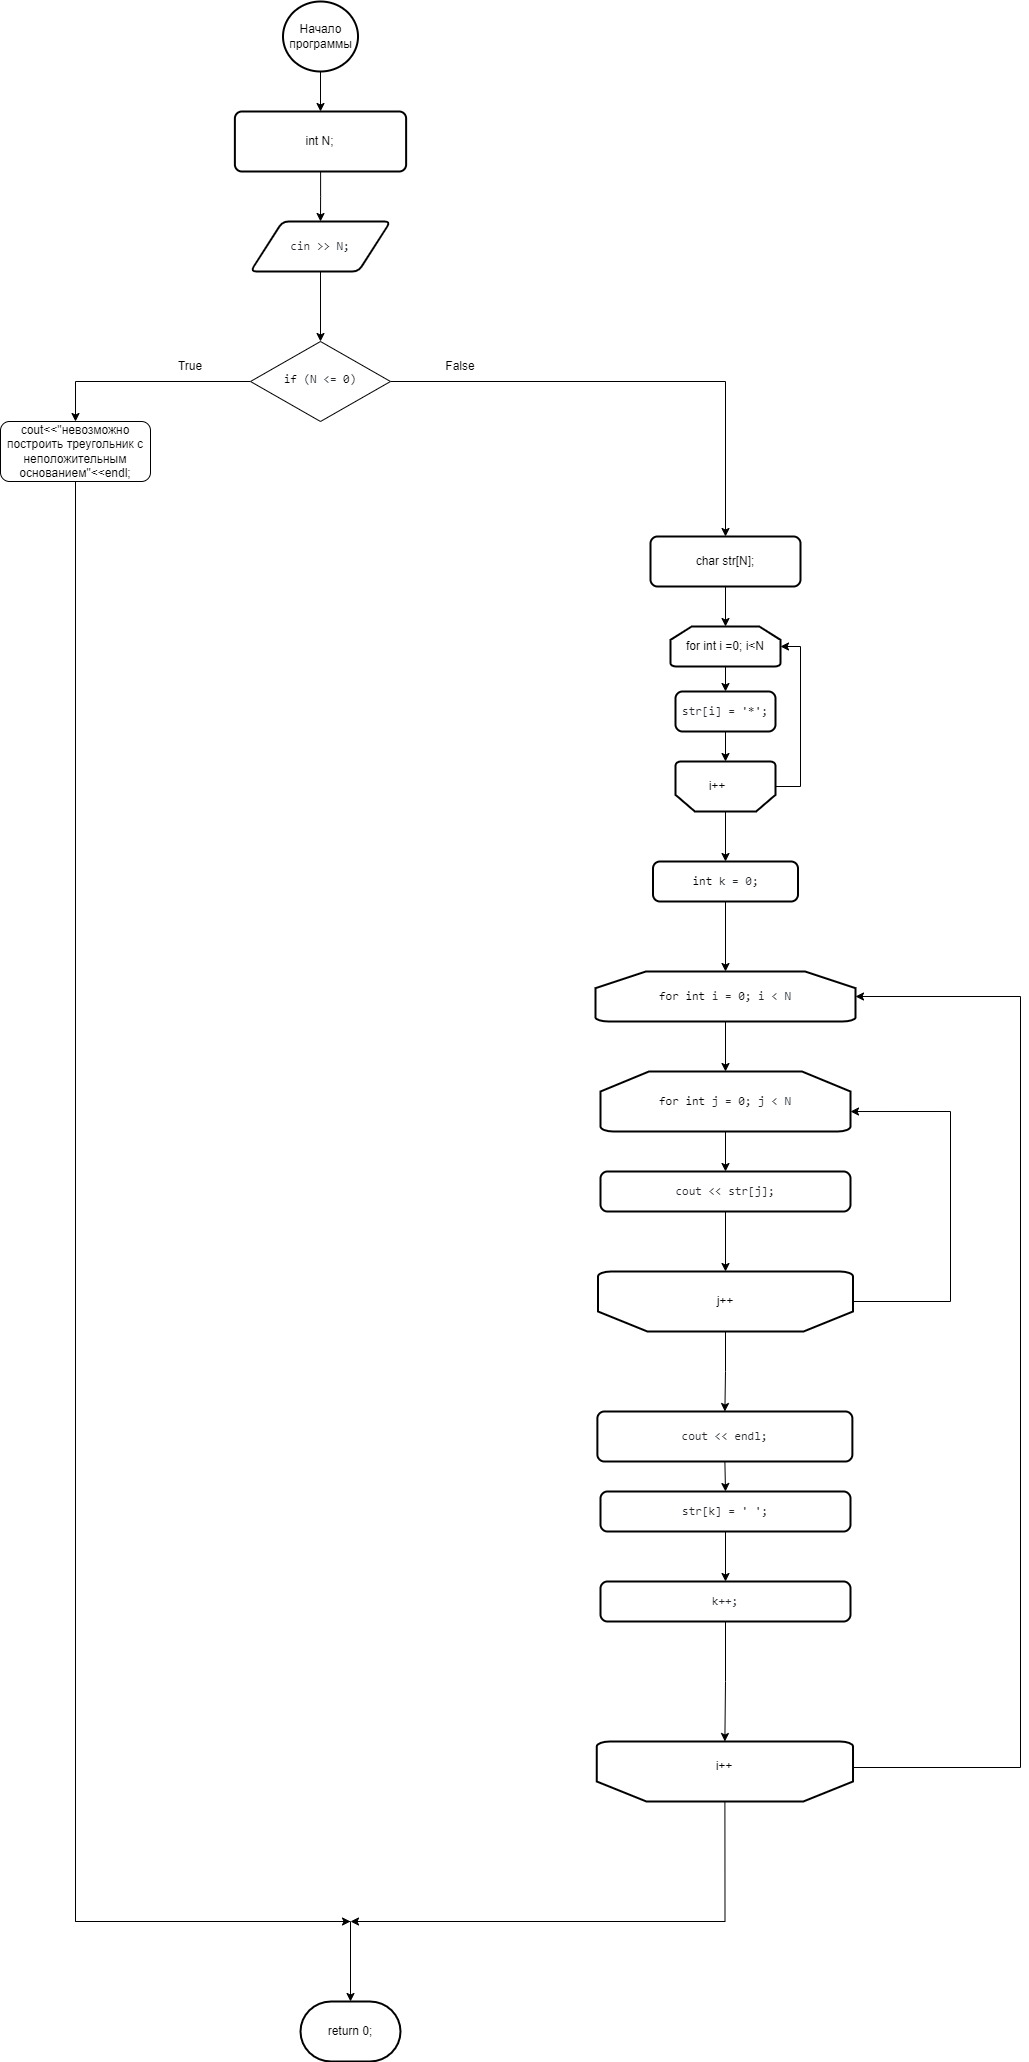 Начало
программы
int N;
cin >> N;
if (N <= 0)
True
False
cout<<"невозможно
построить треугольник с
неположительным
основанием"<<endl;
char str[N];
for int i =0; i<N
str[i] = '*';
i++
int k = 0;
for int i = 0; i < N
for int j = 0; j < N
cout << str[j];
j++
cout << endl;
str[k] = ' ';
k++;
i++
return 0;